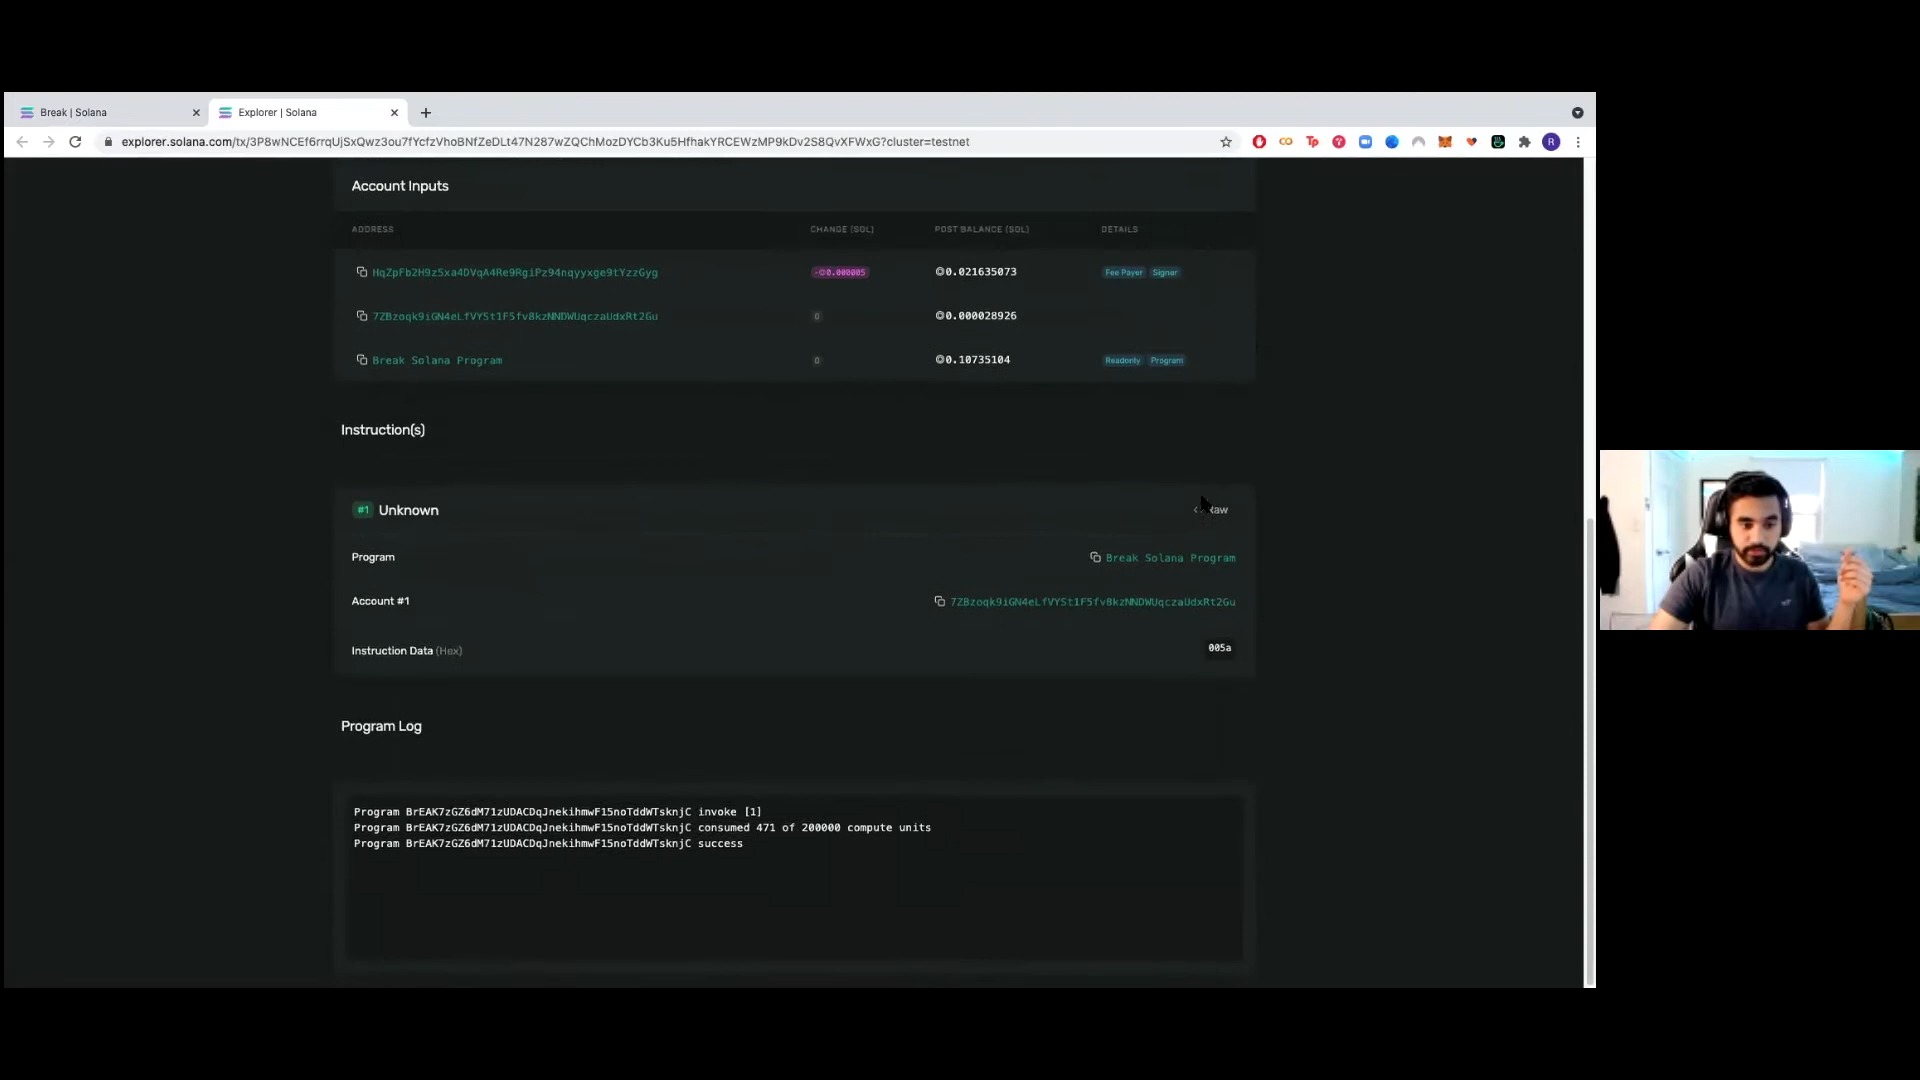 Break | Solana
Explorer | Solana
explorer.solana.com/tx/3P8wNCEf6rrqUjSxQwz3ou7fYcfzVhoBNfZeDLt47N287wZQChMozDYCb3Ku5HfhakYRCEWzMP9kDv2S8QvXFWxG?cluster=testnet
Tp
R
Account Inputs
ADDRESS CHANGE (SOL) POST BALANCE (SOL) DETAILS
HqZpFb2H9z5xa4DVqA4Re9RgiPz94nqyyxge9tYzzGyg -◎0.000005 ◎0.021635073 Fee Payer Signer
7ZBzoqk9iGN4eLfVYSt1F5fv8kzNNDWUqczaUdxRt2Gu 0 ◎0.000028926
Break Solana Program 0 ◎0.10735104 Readonly Program
Instruction(s)
#1 Unknown
Program Break Solana Program
Account #1 7ZBzoqk9iGN4eLfVYSt1F5fv8kzNNDWUqczaUdxRt2Gu
Instruction Data (Hex) 005a
Program Log
Program BrEAK7zGZ6dM71zUDACDqJnekihmwF15noTddWTsknjC invoke [1]
Program BrEAK7zGZ6dM71zUDACDqJnekihmwF15noTddWTsknjC consumed 471 of 200000 compute units
Program BrEAK7zGZ6dM71zUDACDqJnekihmwF15noTddWTsknjC success